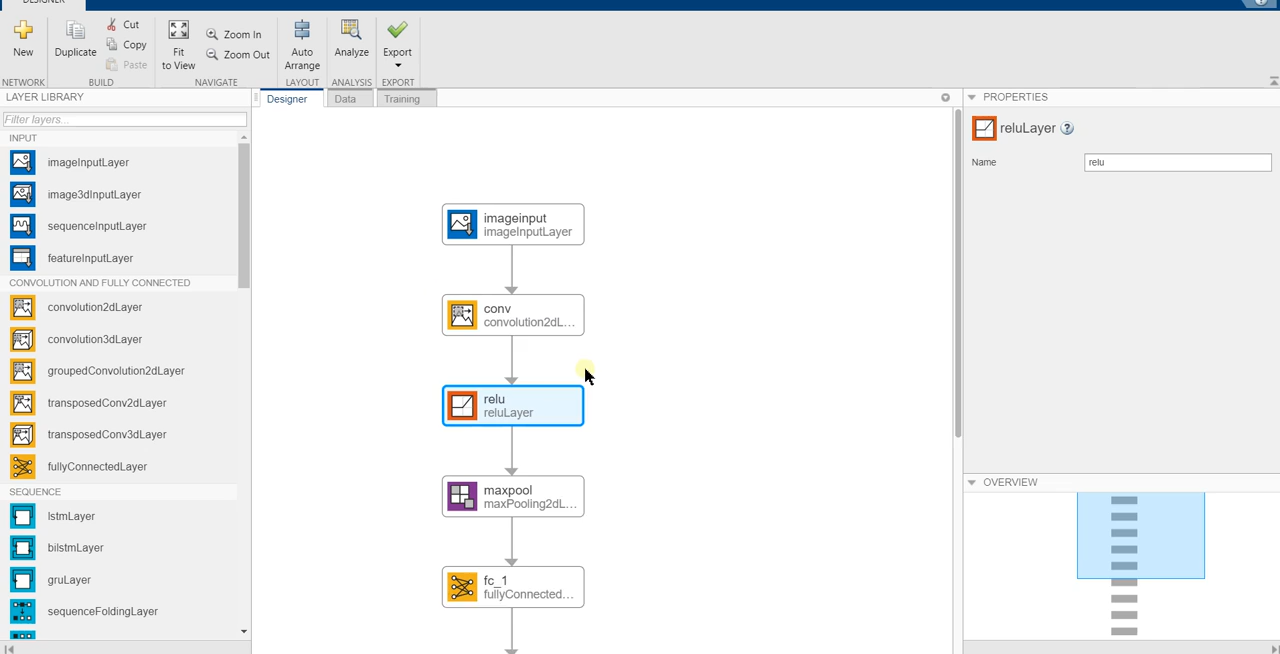 DESIGNER
New
Duplicate
Cut
Copy
Paste
Fit
to View
Zoom In
Zoom Out
Auto
Arrange
Analyze
Export
NETWORK
BUILD
NAVIGATE
LAYOUT
ANALYSIS
EXPORT
LAYER LIBRARY
Filter layers...
INPUT
imageInputLayer
image3dInputLayer
sequenceInputLayer
featureInputLayer
CONVOLUTION AND FULLY CONNECTED
convolution2dLayer
convolution3dLayer
groupedConvolution2dLayer
transposedConv2dLayer
transposedConv3dLayer
fullyConnectedLayer
SEQUENCE
lstmLayer
bilstmLayer
gruLayer
sequenceFoldingLayer
Designer
Data
Training
imageinput
imageInputLayer
conv
convolution2dL...
relu
reluLayer
maxpool
maxPooling2dL...
fc_1
fullyConnected...
PROPERTIES
reluLayer ?
Name
relu
OVERVIEW